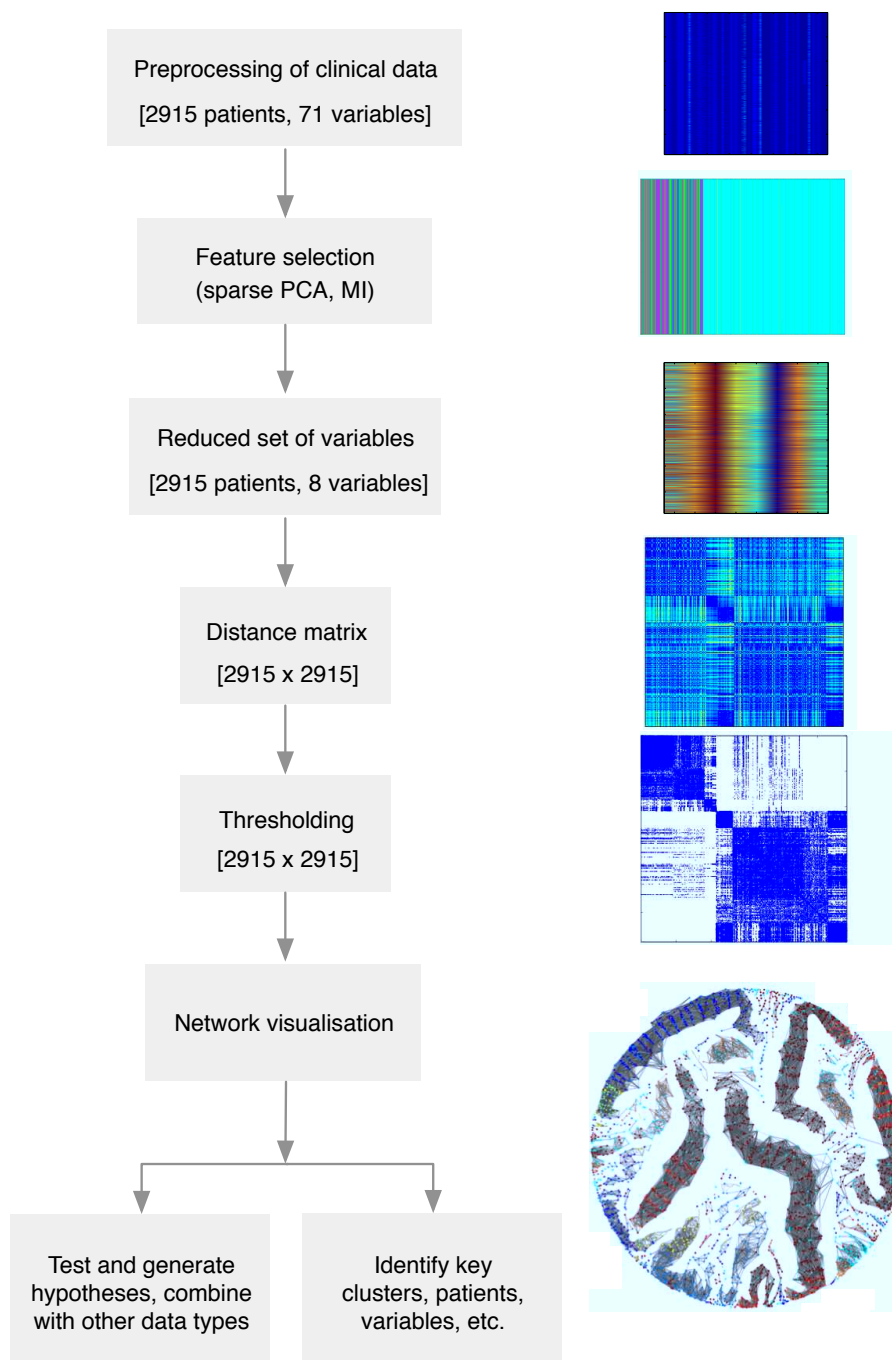 Preprocessing of clinical data
[2915 patients, 71 variables]
Feature selection
(sparse PCA, MI)
Reduced set of variables
[2915 patients, 8 variables]
Distance matrix
[2915 x 2915]
Thresholding
[2915 x 2915]
Network visualisation
Test and generate
hypotheses, combine
with other data types
Identify key
clusters, patients,
variables, etc.